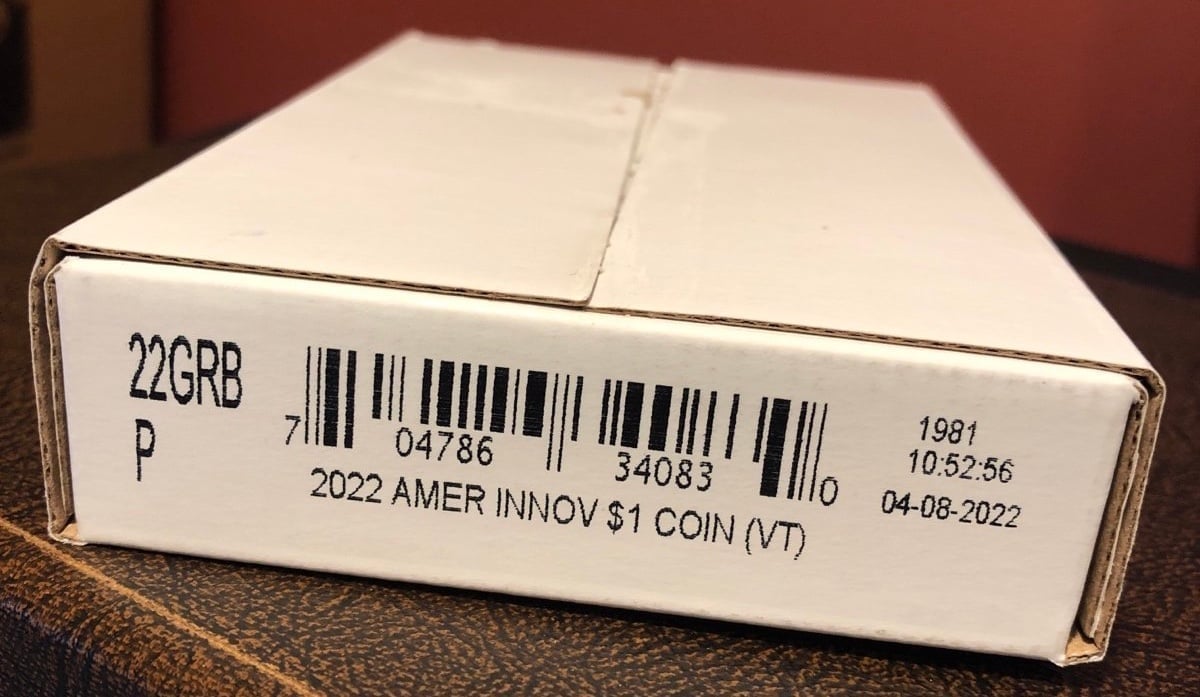 22GRB
P
7 04786 34083 0
2022 AMER INNOV $1 COIN (VT)
1981
10:52:56
04-08-2022